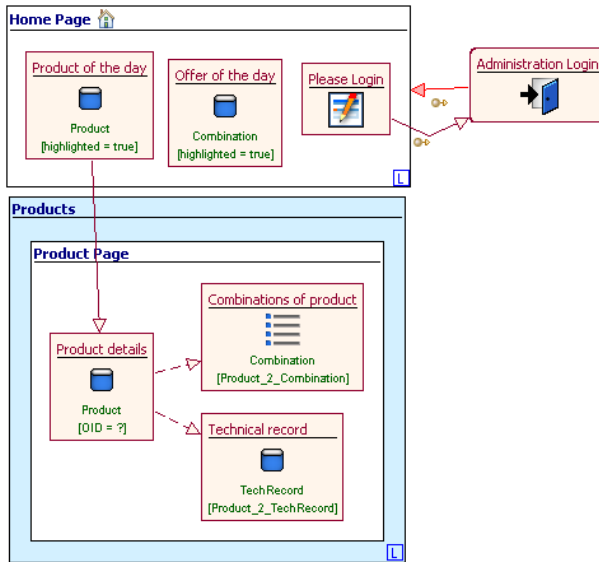 Home Page
Product of the day
Product
[highlighted = true]
Offer of the day
Combination
[highlighted = true]
Please Login
Administration Login
L
Products
Product Page
Product details
Product
[OID = ?]
Combinations of product
Combination
[Product_2_Combination]
Technical record
TechRecord
[Product_2_TechRecord]
L